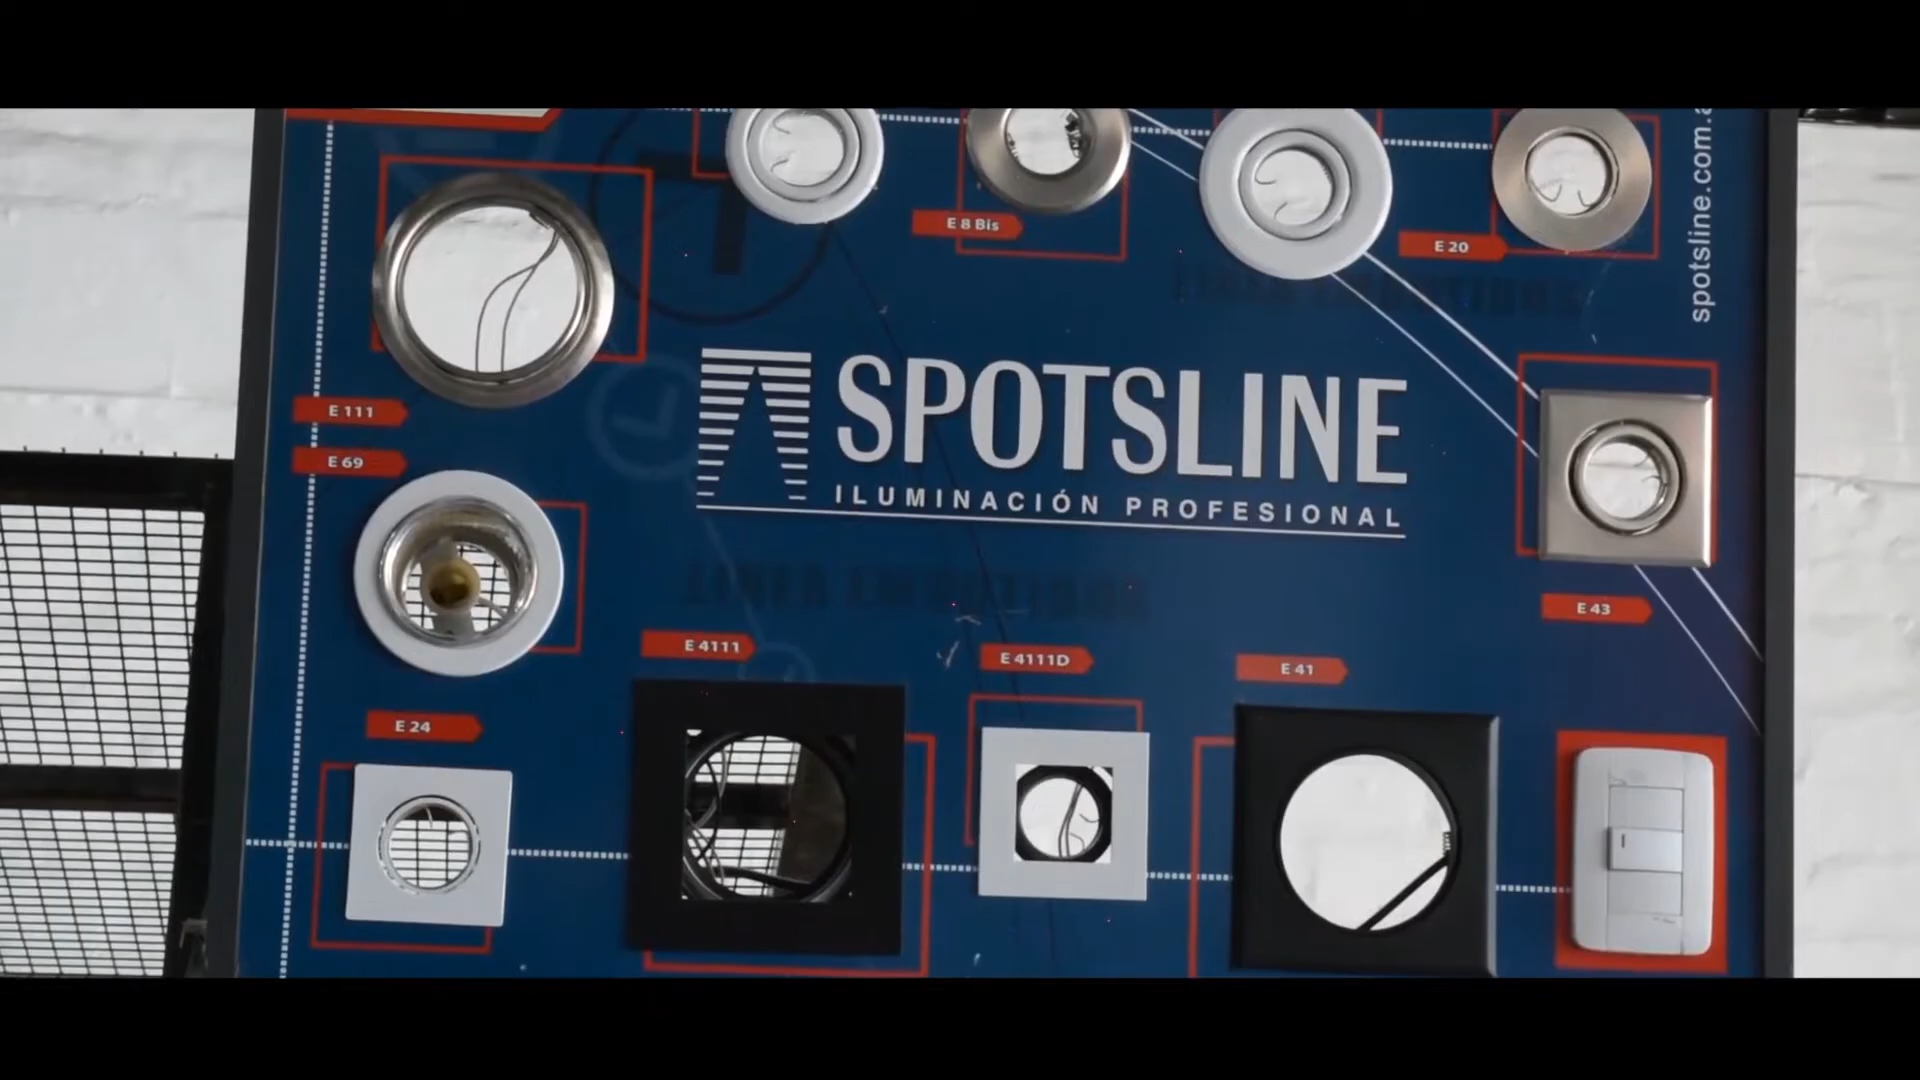 spotsline.com.a
E 8 Bis
E 20
E 111
E 69
SPOTSLINE
ILUMINACIÓN PROFESIONAL
E 43
E 4111
E 4111D
E 41
E 24